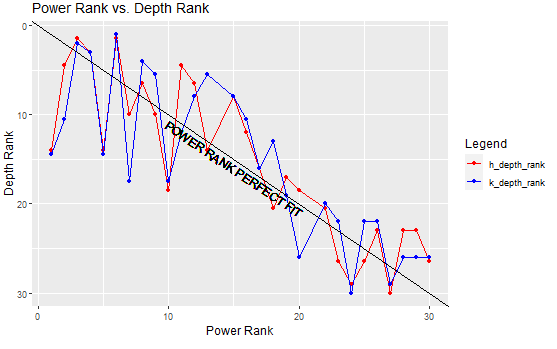 Power Rank vs. Depth Rank
0
10
20
30
Depth Rank
POWER RANK PERFECT FIT
0
10
20
30
Power Rank
Legend
h_depth_rank
k_depth_rank